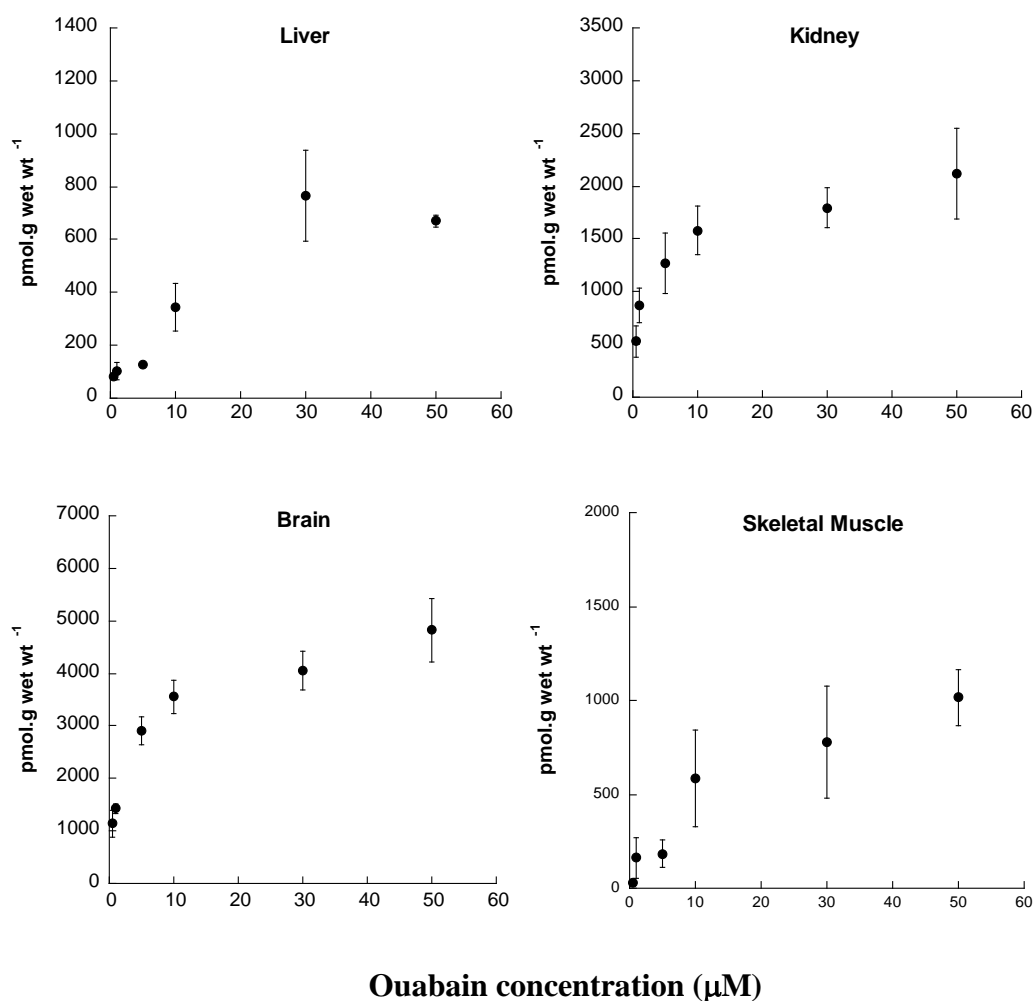 Liver
1400
1200
1000
800
600
400
200
0
pmol.g wet wt -1
0 10 20 30 40 50 60
Kidney
3500
3000
2500
2000
1500
1000
500
0
pmol.g wet wt -1
0 10 20 30 40 50 60
Brain
7000
6000
5000
4000
3000
2000
1000
0
pmol.g wet wt -1
0 10 20 30 40 50 60
Skeletal Muscle
2000
1500
1000
500
0
pmol.g wet wt -1
0 10 20 30 40 50 60
Ouabain concentration (μM)